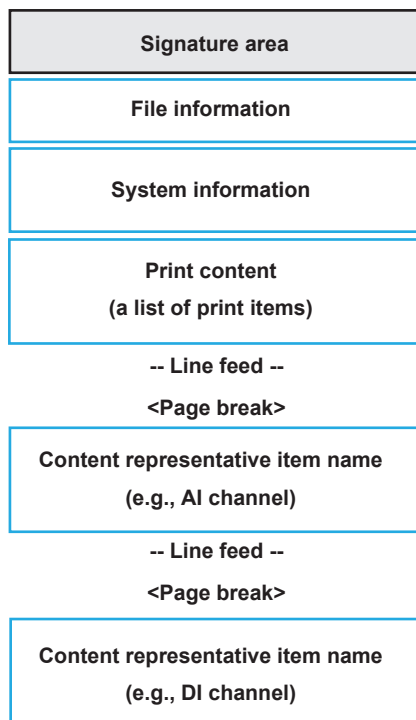 Signature area
File information
System information
Print content
(a list of print items)
-- Line feed --
<Page break>
Content representative item name
(e.g., AI channel)
-- Line feed --
<Page break>
Content representative item name
(e.g., DI channel)